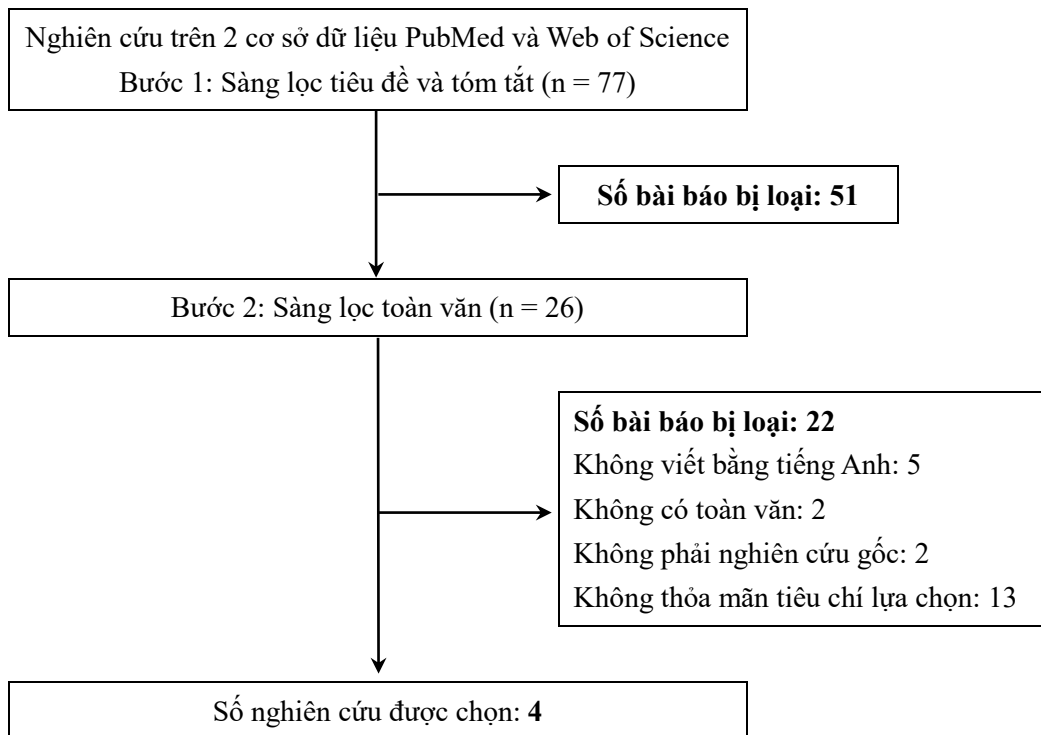 Nghiên cứu trên 2 cơ sở dữ liệu PubMed và Web of Science
Bước 1: Sàng lọc tiêu đề và tóm tắt (n = 77)
Số bài báo bị loại: 51
Bước 2: Sàng lọc toàn văn (n = 26)
Số bài báo bị loại: 22
Không viết bằng tiếng Anh: 5
Không có toàn văn: 2
Không phải nghiên cứu gốc: 2
Không thỏa mãn tiêu chí lựa chọn: 13
Số nghiên cứu được chọn: 4